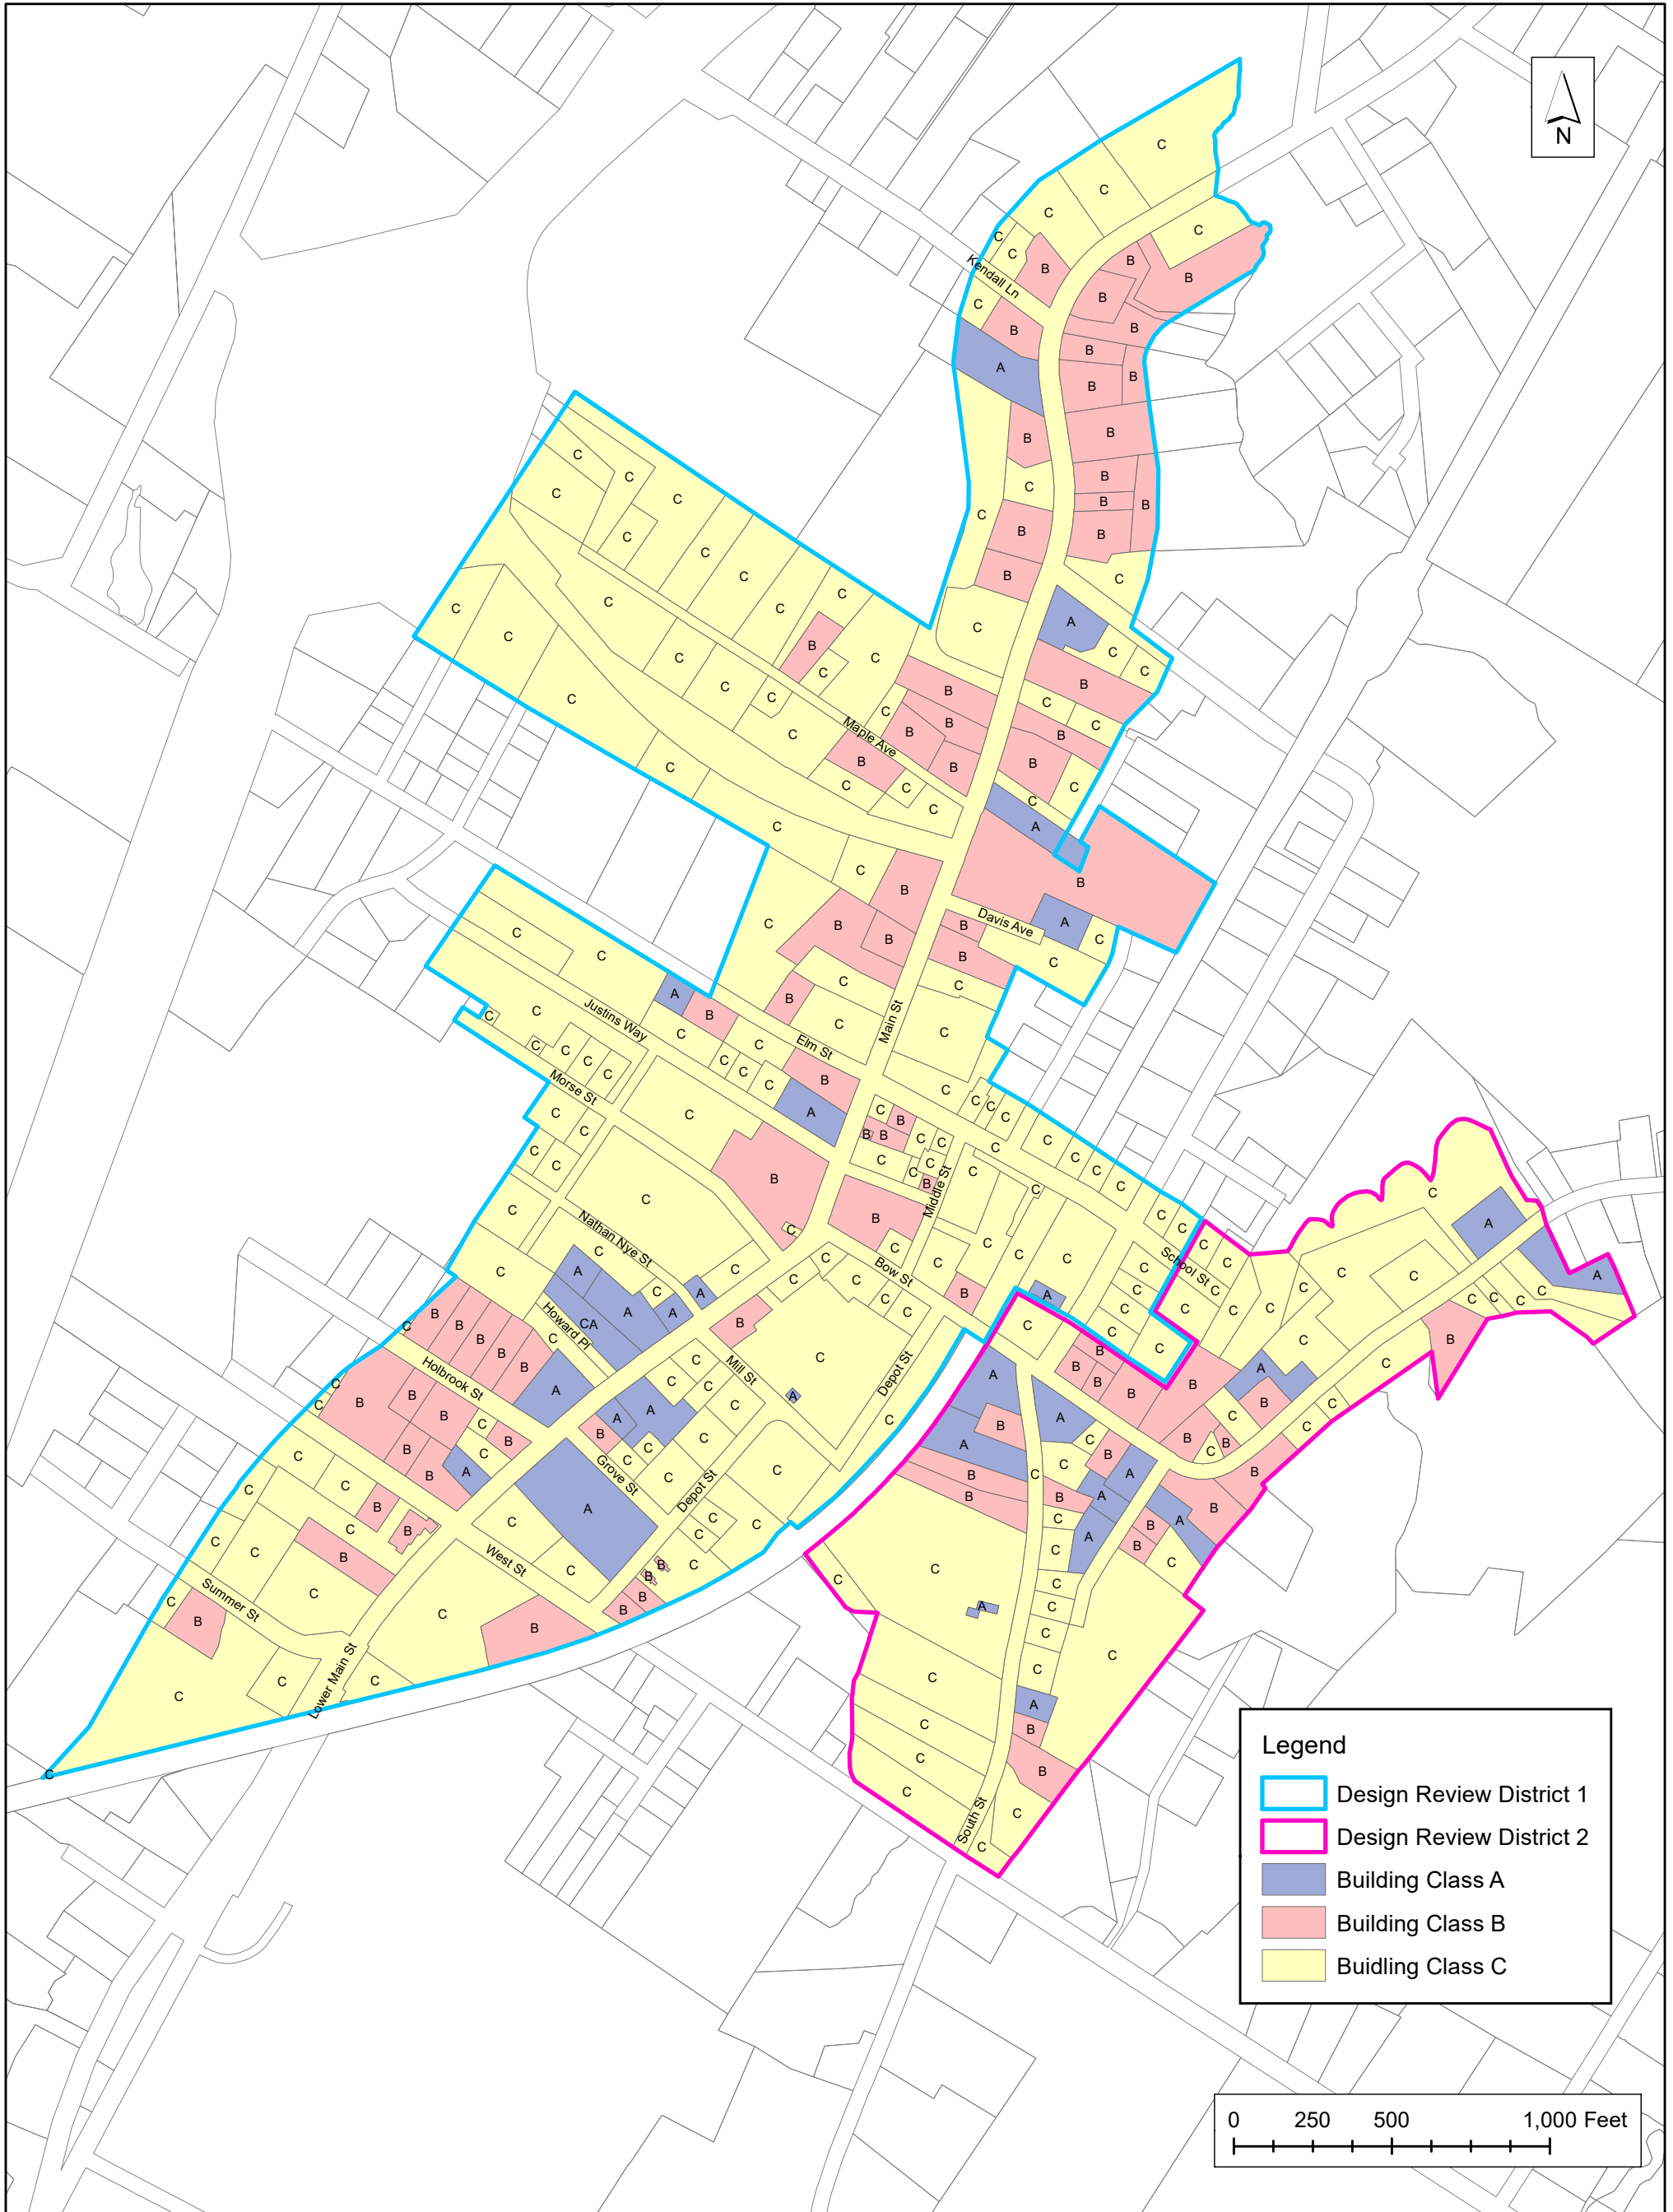 N
Kendall Ln
Maple Ave
Davis Ave
Main St
Justins Way
Elm St
Morse St
Middle St
Nathan Nye St
Bow St
School St
Howard Pl
CA
Holbrook St
Mill St
Depot St
Grove St
Depot St
West St
Summer St
Lower Main St
South St
A
B
C
Legend
Design Review District 1
Design Review District 2
Building Class A
Building Class B
Buidling Class C
0 250 500 1,000 Feet